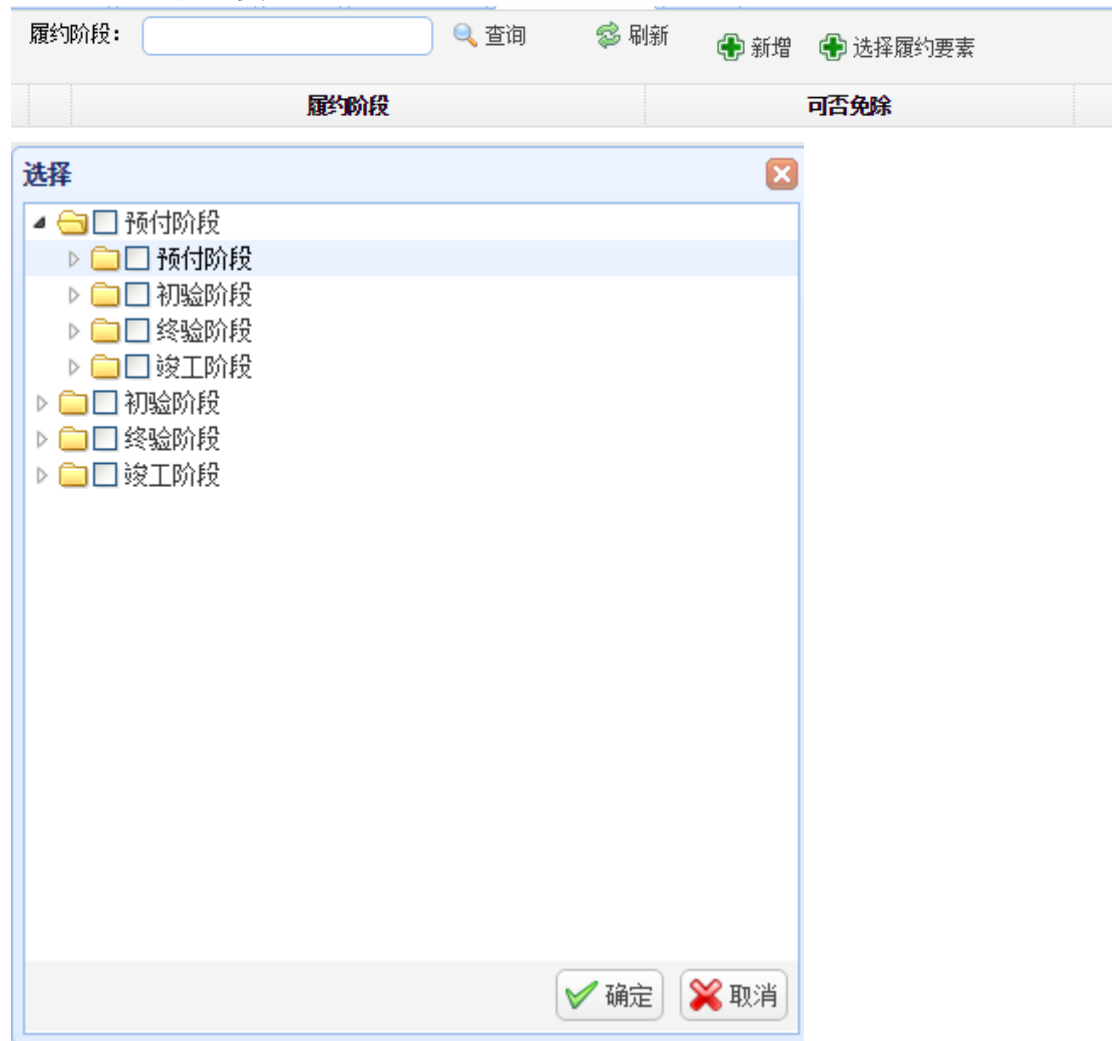 履约阶段： 查询 刷新 新增 选择履约要素
履约阶段 可否免除
选择
预付阶段
预付阶段
初验阶段
终验阶段
竣工阶段
初验阶段
终验阶段
竣工阶段
确定 取消